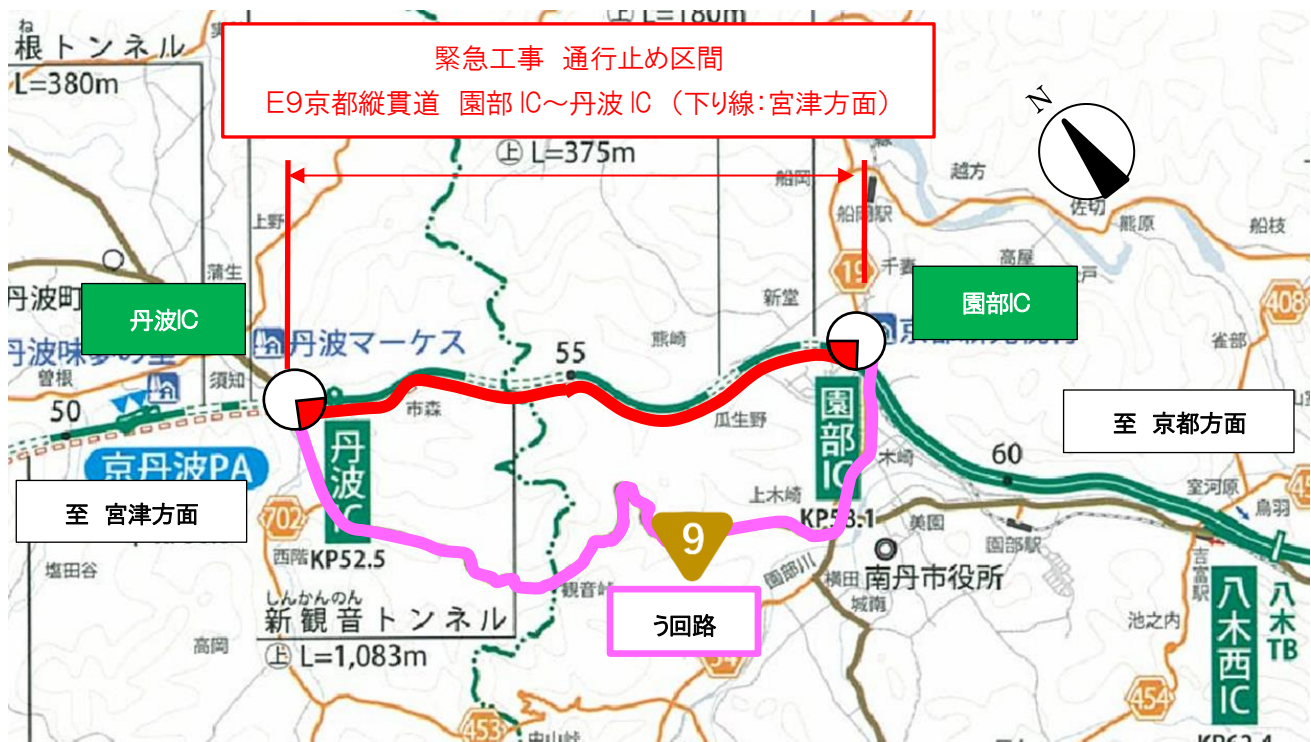 緊急工事 通行止め区間
E9京都縦貫道 園部IC～丹波IC (下り線：宮津方面)
ね
根トンネル
L=380m
上 L=180m
上 L=375m
N
上野
蒲生
丹波町
丹波IC
丹波マーケス
曽根
須知
50
京丹波PA
至 宮津方面
702
西階
丹波IC
KP52.5
市森
55
熊崎
瓜生野
新堂
船岡
船岡駅
19
千妻
越方
佐切
熊原
船枝
高屋
園部IC
408
雀部
至 京都方面
園部IC
KP58.1
木崎
60
上木崎
美園
園部駅
室河原
鳥羽
吉富駅
9
う回路
観音峠
園部川
横田
城南
南丹市役所
池之内
八木西IC
八木TB
454
塩田谷
高岡
しんかんのん
新観音トンネル
上 L=1,083m
453